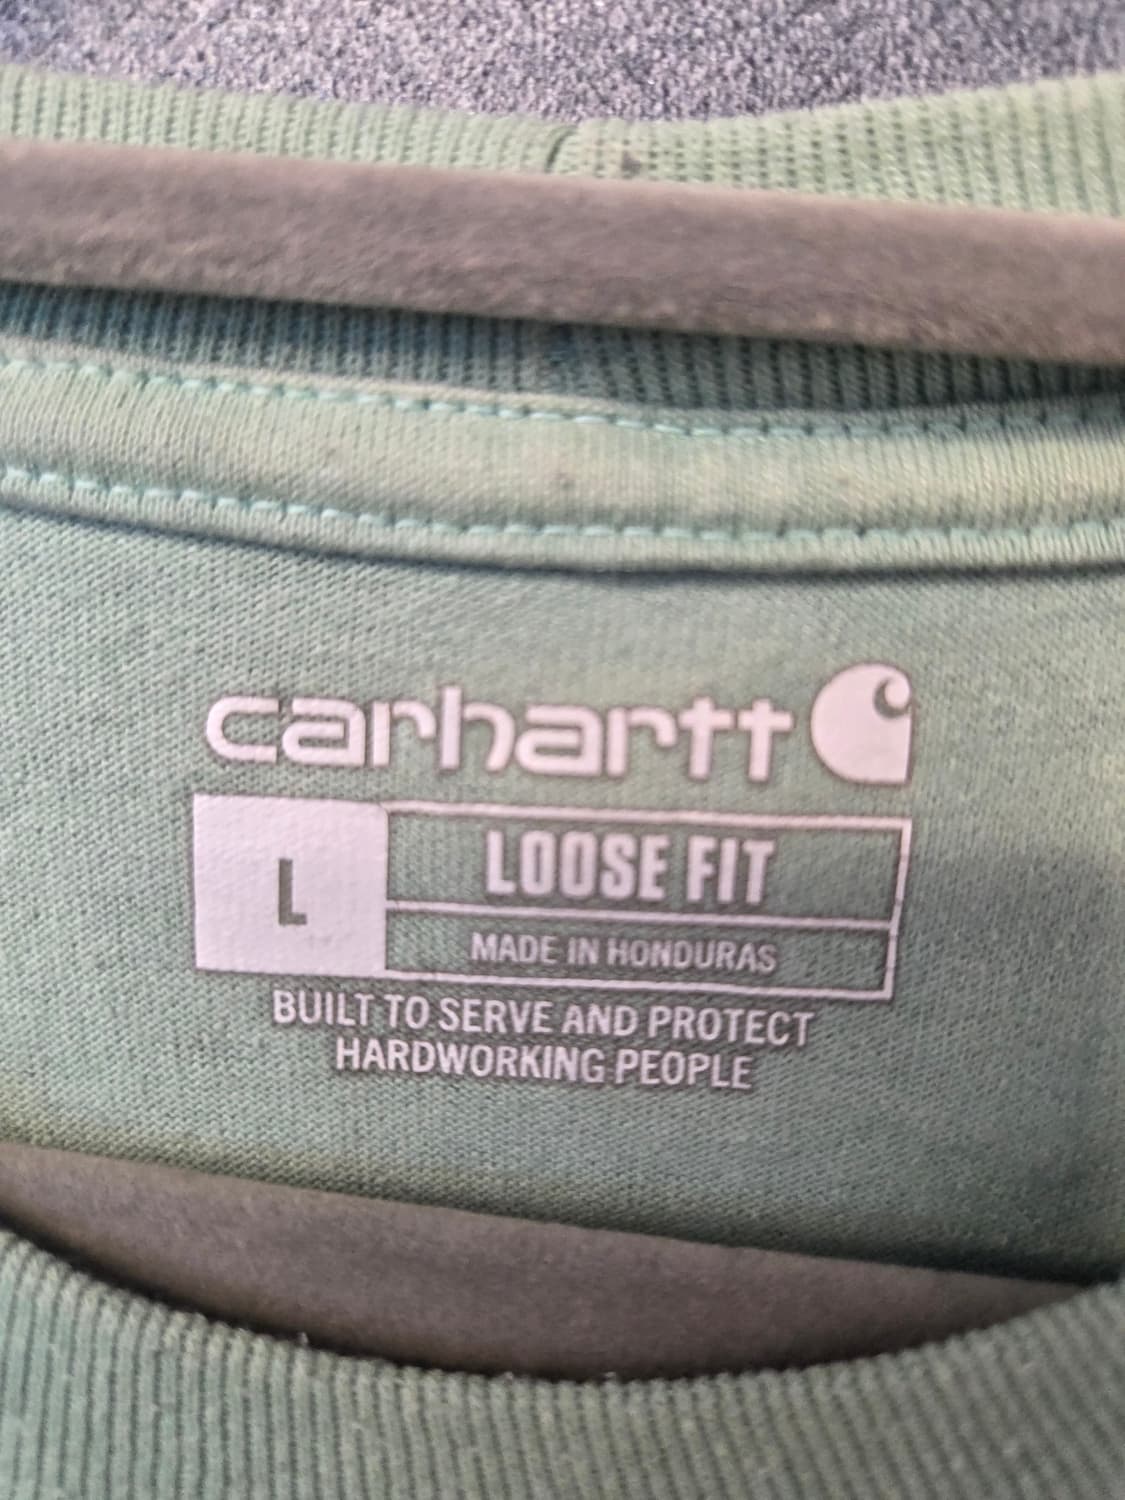 carhartt
L
LOOSE FIT
MADE IN HONDURAS
BUILT TO SERVE AND PROTECT
HARDWORKING PEOPLE